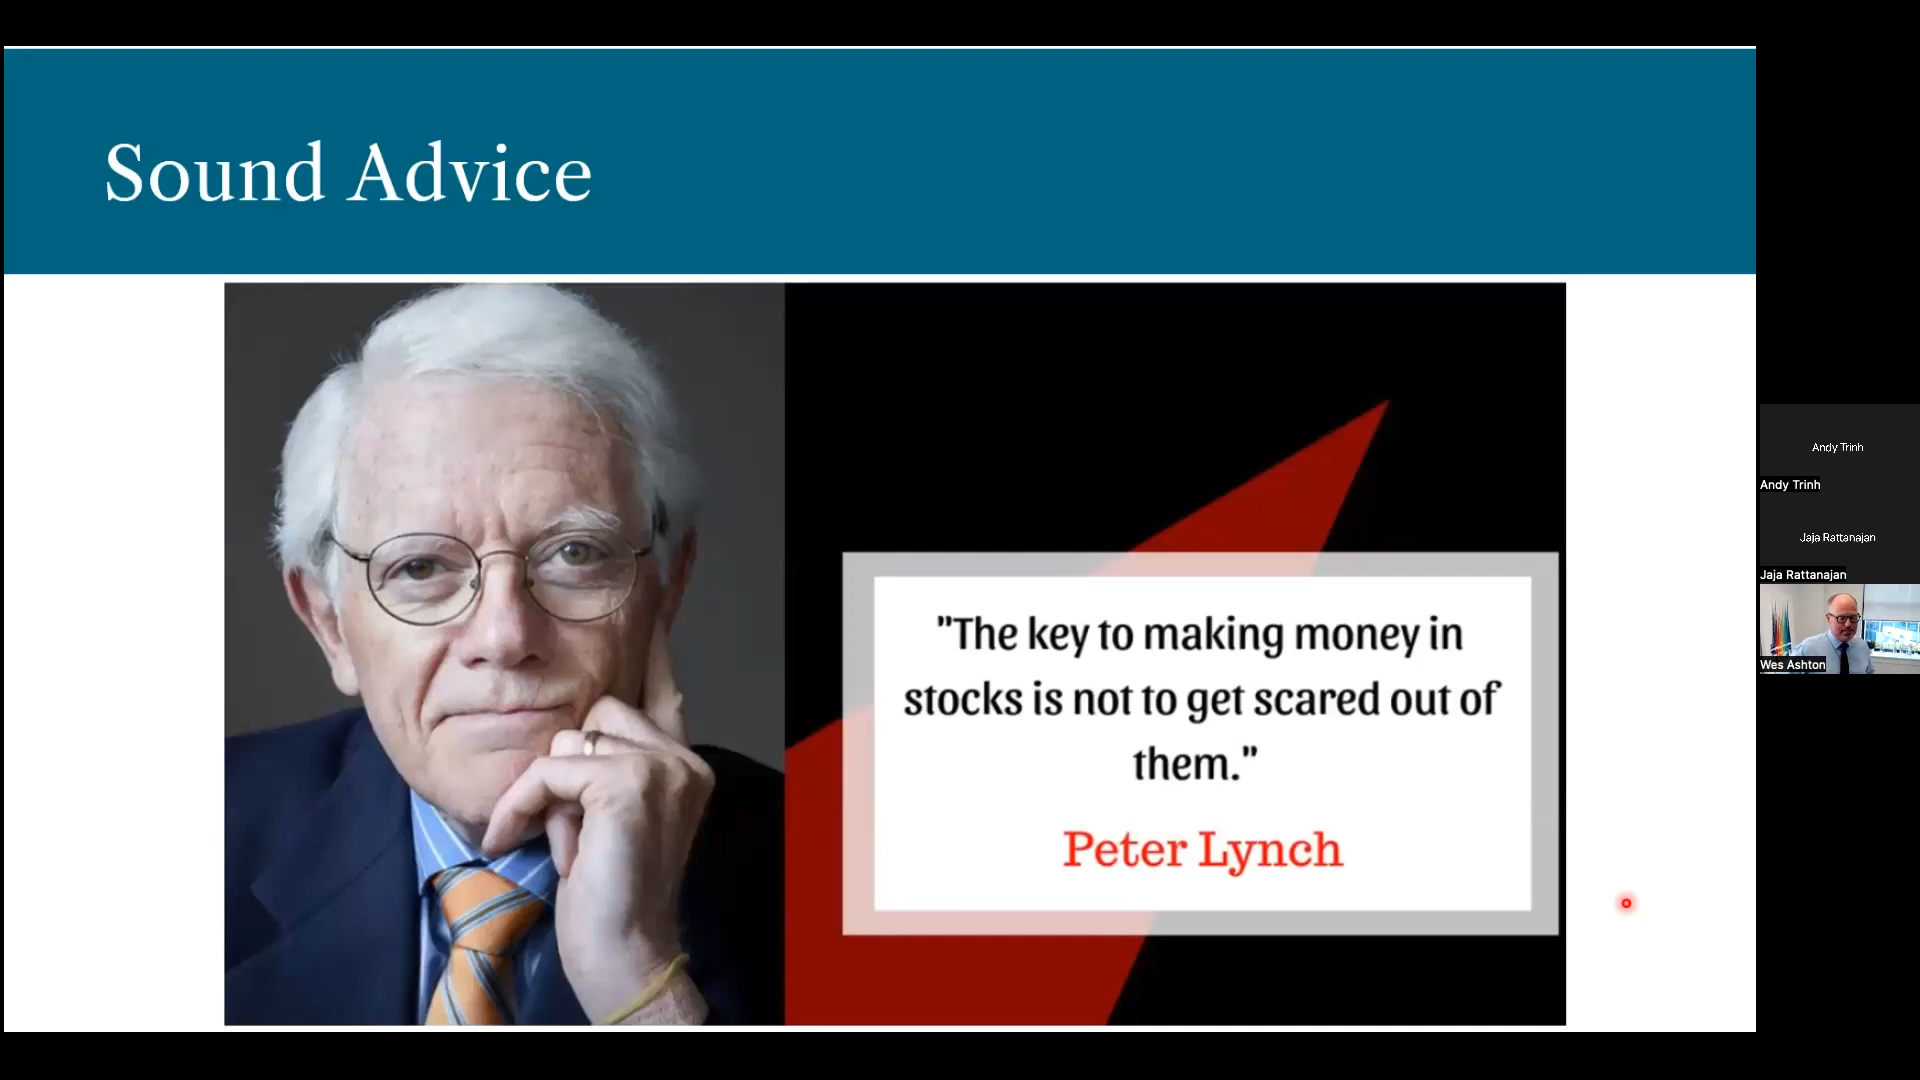 Sound Advice
"The key to making money in
stocks is not to get scared out of
them."
Peter Lynch
Andy Trinh
Andy Trinh
Jaja Rattanajan
Jaja Rattanajan
Wes Ashton